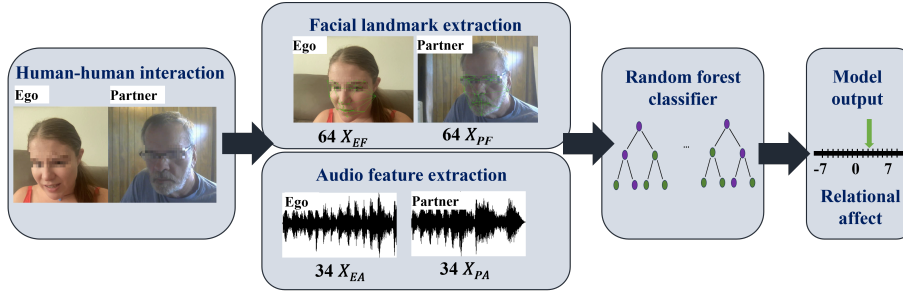 Human-human interaction
Ego
Partner
Facial landmark extraction
Ego
Partner
64 X_EF
64 X_PF
Audio feature extraction
Ego
Partner
34 X_EA
34 X_PA
Random forest
classifier
...
Model
output
-7 0 7
Relational
affect